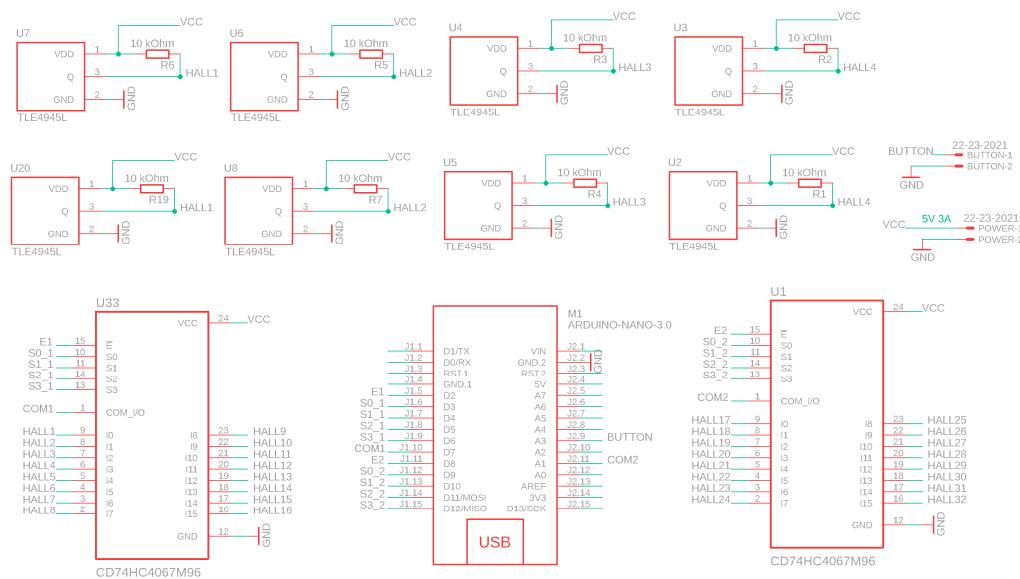 U7
VCC
10 kOhm
VDD 1
R6
Q 3 HALL1
GND 2 GND
TLE4945L
U6
VCC
10 kOhm
VDD 1
R5
Q 3 HALL2
GND 2 GND
TLE4945L
U4
VCC
10 kOhm
VDD 1
R3
Q 3 HALL3
GND 2 GND
TLE4945L
U3
VCC
10 kOhm
VDD 1
R2
Q 3 HALL4
GND 2 GND
TLE4945L
U20
VCC
10 kOhm
VDD 1
R19
Q 3 HALL1
GND 2 GND
TLE4945L
U8
VCC
10 kOhm
VDD 1
R7
Q 3 HALL2
GND 2 GND
TLE4945L
U5
VCC
10 kOhm
VDD 1
R4
Q 3 HALL3
GND 2 GND
TLE4945L
U2
VCC
10 kOhm
VDD 1
R1
Q 3 HALL4
GND 2 GND
TLE4945L
22-23-2021
BUTTON BUTTON-1
BUTTON-2
GND
5V 3A 22-23-2021
VCC POWER-1
POWER-2
GND
U33
VCC 24 VCC
E1 15 E
S0_1 10 S0
S1_1 11 S1
S2_1 14 S2
S3_1 13 S3
COM1 1 COM_I/O
HALL1 9 I0 I8 23 HALL9
HALL2 8 I1 I9 22 HALL10
HALL3 7 I2 I10 21 HALL11
HALL4 6 I3 I11 20 HALL12
HALL5 5 I4 I12 19 HALL13
HALL6 4 I5 I13 18 HALL14
HALL7 3 I6 I14 17 HALL15
HALL8 2 I7 I15 16 HALL16
GND 12 GND
CD74HC4067M96
M1
ARDUINO-NANO-3.0
J1.1 D1/TX VIN J2.1
J1.2 D0/RX GND.2 J2.2 GND
J1.3 RST.1 RST.2 J2.3
J1.4 GND.1 5V J2.4
E1 J1.5 D2 A7 J2.5
S0_1 J1.6 D3 A6 J2.6
S1_1 J1.7 D4 A5 J2.7
S2_1 J1.8 D5 A4 J2.8
S3_1 J1.9 D6 A3 J2.9 BUTTON
COM1 J1.10 D7 A2 J2.10
E2 J1.11 D8 A1 J2.11 COM2
S0_2 J1.12 D9 A0 J2.12
S1_2 J1.13 D10 AREF J2.13
S2_2 J1.14 D11/MOSI 3V3 J2.14
S3_2 J1.15 D12/MISO D13/SCK J2.15
USB
U1
VCC 24 VCC
E2 15 E
S0_2 10 S0
S1_2 11 S1
S2_2 14 S2
S3_2 13 S3
COM2 1 COM_I/O
HALL17 9 I0 I8 23 HALL25
HALL18 8 I1 I9 22 HALL26
HALL19 7 I2 I10 21 HALL27
HALL20 6 I3 I11 20 HALL28
HALL21 5 I4 I12 19 HALL29
HALL22 4 I5 I13 18 HALL30
HALL23 3 I6 I14 17 HALL31
HALL24 2 I7 I15 16 HALL32
GND 12 GND
CD74HC4067M96